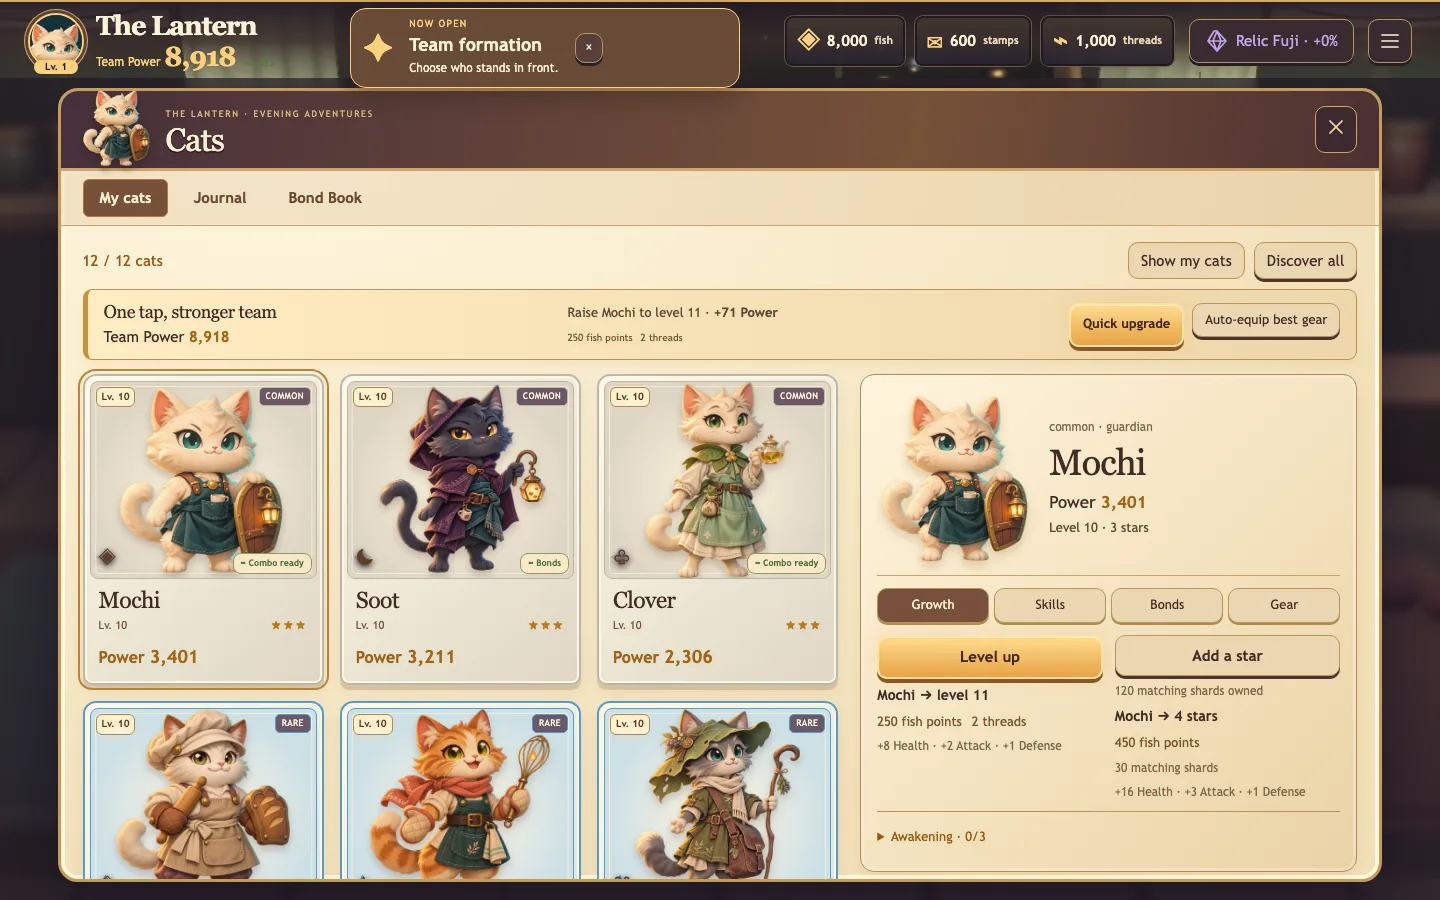 The Lantern
Team Power 8,918
Lv. 1
NOW OPEN
Team formation
Choose who stands in front.
×
8,000 fish
600 stamps
1,000 threads
Relic Fuji · +0%
THE LANTERN · EVENING ADVENTURES
Cats
My cats
Journal
Bond Book
12 / 12 cats
Show my cats
Discover all
One tap, stronger team
Team Power 8,918
Raise Mochi to level 11 · +71 Power
250 fish points 2 threads
Quick upgrade
Auto-equip best gear
Lv. 10
COMMON
Combo ready
Mochi
Lv. 10
★★★
Power 3,401
Lv. 10
COMMON
Bonds
Soot
Lv. 10
★★★
Power 3,211
Lv. 10
COMMON
Combo ready
Clover
Lv. 10
★★★
Power 2,306
Lv. 10
RARE
Lv. 10
RARE
Lv. 10
RARE
common · guardian
Mochi
Power 3,401
Level 10 · 3 stars
Growth
Skills
Bonds
Gear
Level up
Mochi → level 11
250 fish points 2 threads
+8 Health · +2 Attack · +1 Defense
Add a star
120 matching shards owned
Mochi → 4 stars
450 fish points
30 matching shards
+16 Health · +3 Attack · +1 Defense
▶ Awakening · 0/3